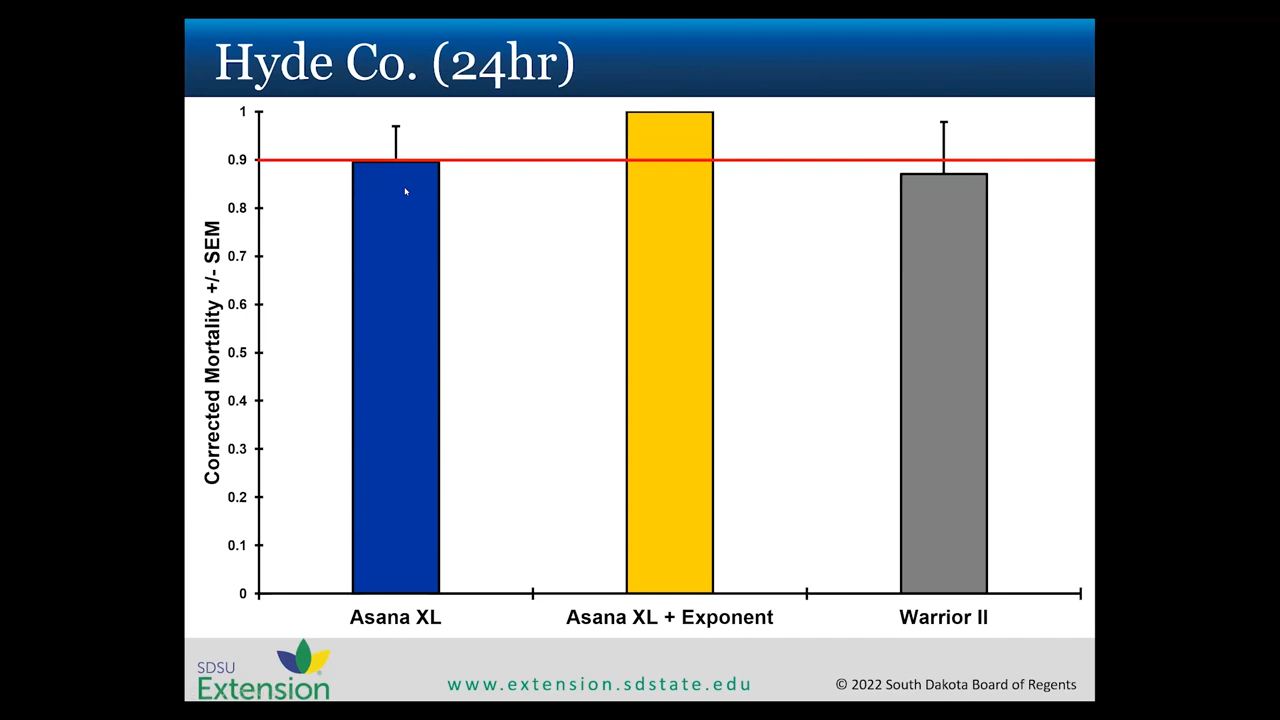 Hyde Co. (24hr)
Corrected Mortality +/- SEM
1
0.9
0.8
0.7
0.6
0.5
0.4
0.3
0.2
0.1
0
Asana XL
Asana XL + Exponent
Warrior II
SDSU
Extension
www.extension.sdstate.edu
© 2022 South Dakota Board of Regents